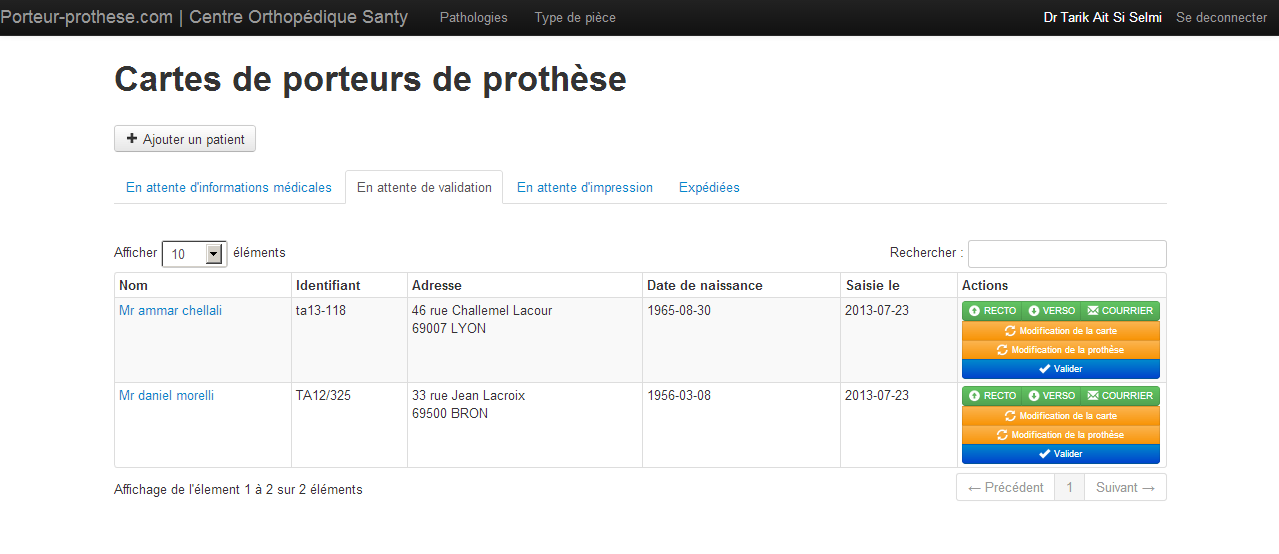 Porteur-prothese.com | Centre Orthopédique Santy Pathologies Type de pièce Dr Tarik Ait Si Selmi Se deconnecter
Cartes de porteurs de prothèse
Ajouter un patient
En attente d'informations médicales En attente de validation En attente d'impression Expédiées
Afficher 10 éléments Rechercher :
Nom Identifiant Adresse Date de naissance Saisie le Actions
Mr ammar chellali ta13-118 46 rue Challemel Lacour 1965-08-30 2013-07-23 RECTO VERSO COURRIER
69007 LYON Modification de la carte
Modification de la prothèse
Valider
Mr daniel morelli TA12/325 33 rue Jean Lacroix 1956-03-08 2013-07-23 RECTO VERSO COURRIER
69500 BRON Modification de la carte
Modification de la prothèse
Valider
Affichage de l'élement 1 à 2 sur 2 éléments ← Précédent 1 Suivant →